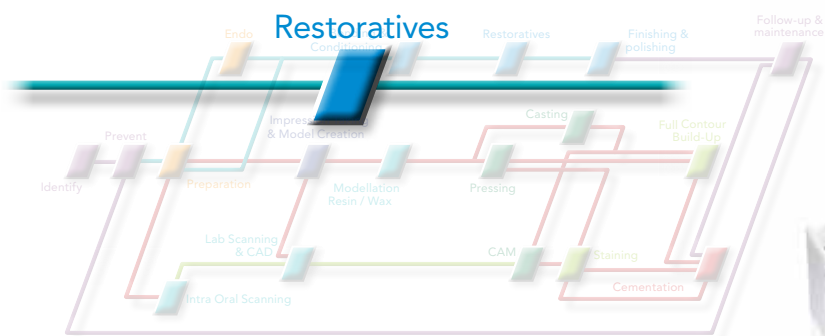 Restoratives
Follow-up &
maintenance
Endo
Conditioning
Restoratives
Finishing &
polishing
Casting
Full Contour
Build-Up
Prevent
& Model Creation
Identify
Preparation
Modellation
Resin / Wax
Pressing
Lab Scanning
& CAD
CAM
Staining
Cementation
Intra Oral Scanning